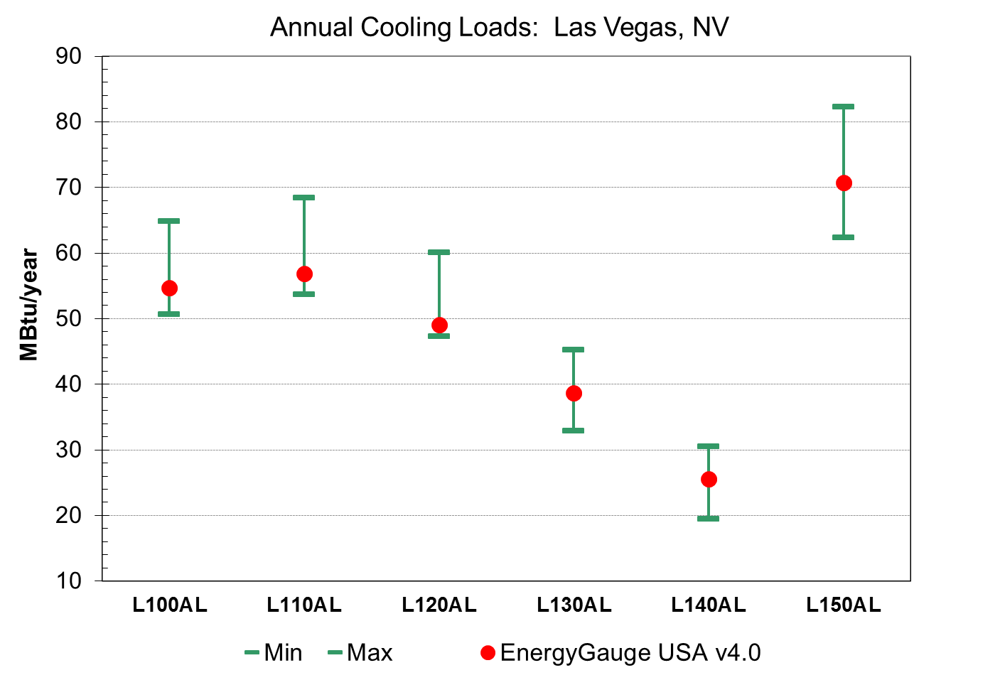 Annual Cooling Loads:  Las Vegas, NV
90
80
70
60
50
40
30
20
10
MBtu/year
L100AL L110AL L120AL L130AL L140AL L150AL
Min Max EnergyGauge USA v4.0